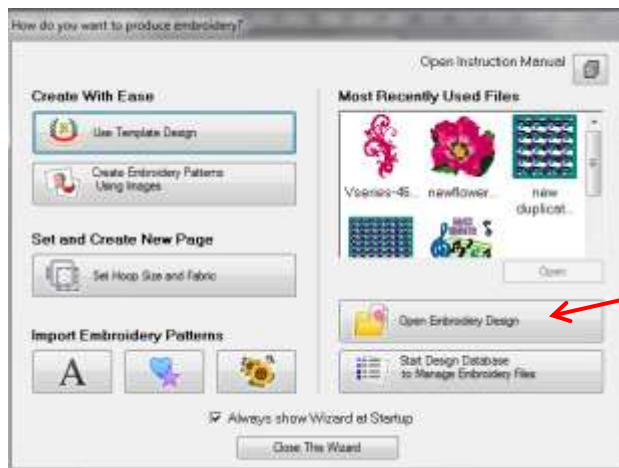 How do you want to produce embroidery?
Open Instruction Manual
Create With Ease
Use Template Design
Create Embroidery Patterns
Using Images
Set and Create New Page
Set Hoop Size and Fabric
Import Embroidery Patterns
A
Most Recently Used Files
Vseries-46..
newflower..
new
duplicat...
Open
Open Embroidery Design
Start Design Database
to Manage Embroidery Files
Always show Wizard at Startup
Close This Wizard